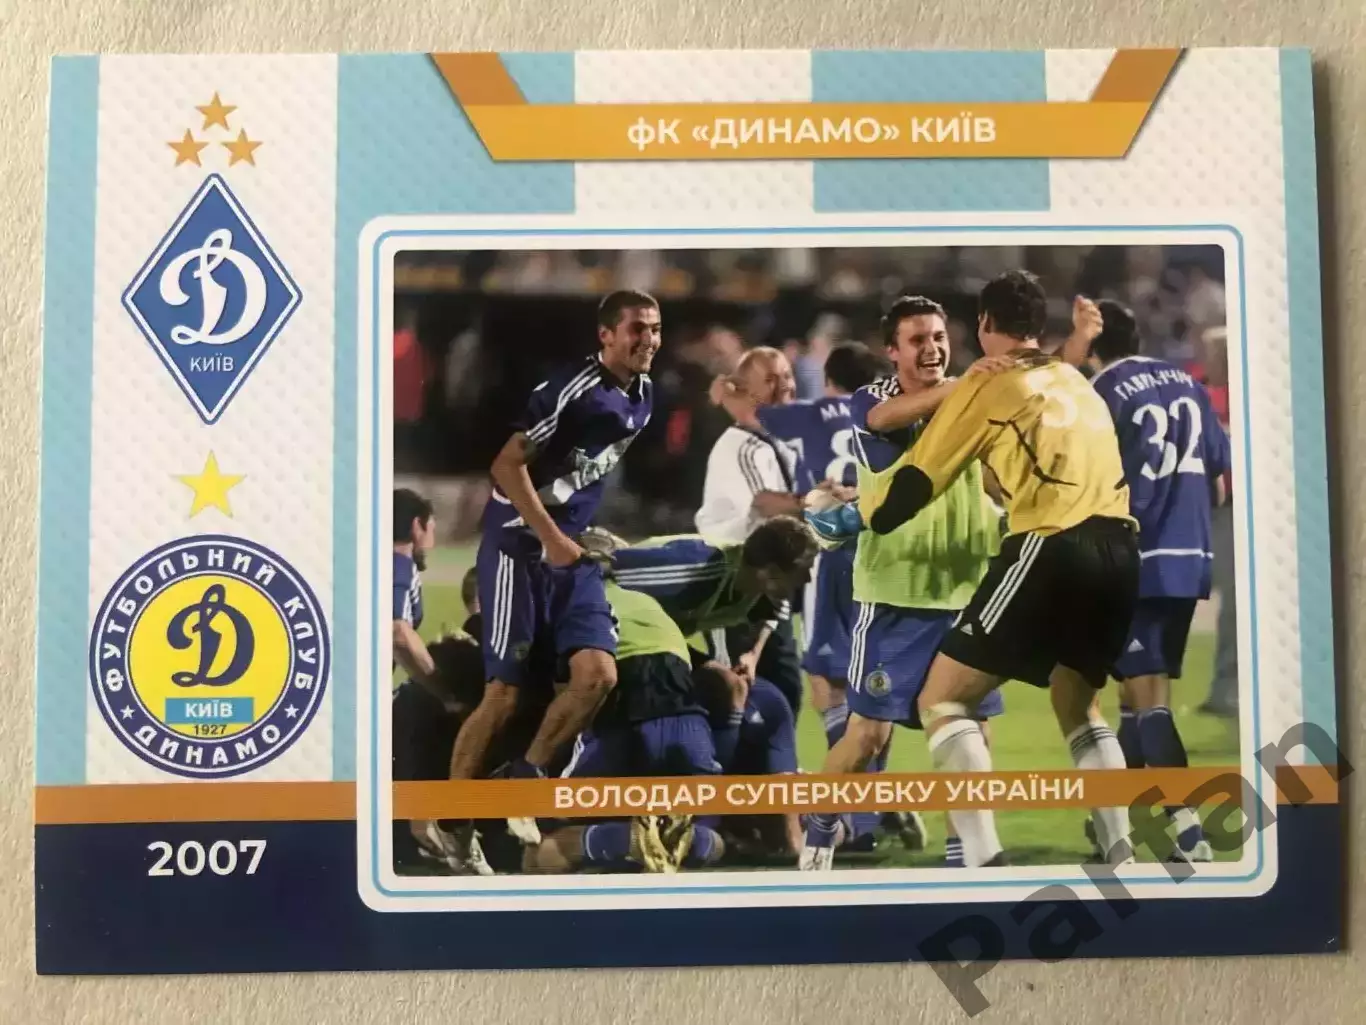 ФК «ДИНАМО» КИЇВ
КИЇВ
ГАВРАНЧИЧ
32
ФУТБОЛЬНИЙ КЛУБ
КИЇВ
1927
ДИНАМО
ВОЛОДАР СУПЕРКУБКУ УКРАЇНИ
2007
Parfan